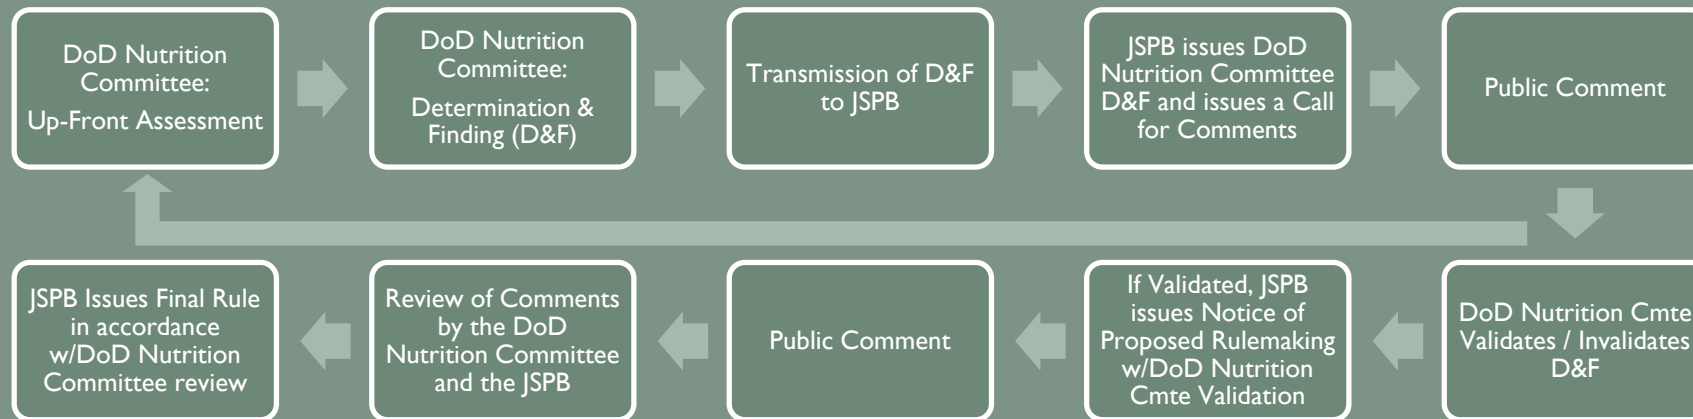 DoD Nutrition
Committee:
Up-Front Assessment
DoD Nutrition
Committee:
Determination &
Finding (D&F)
Transmission of D&F
to JSPB
JSPB issues DoD
Nutrition Committee
D&F and issues a Call
for Comments
Public Comment
DoD Nutrition Cmte
Validates / Invalidates
D&F
If Validated, JSPB
issues Notice of
Proposed Rulemaking
w/DoD Nutrition
Cmte Validation
Public Comment
Review of Comments
by the DoD
Nutrition Committee
and the JSPB
JSPB Issues Final Rule
in accordance
w/DoD Nutrition
Committee review